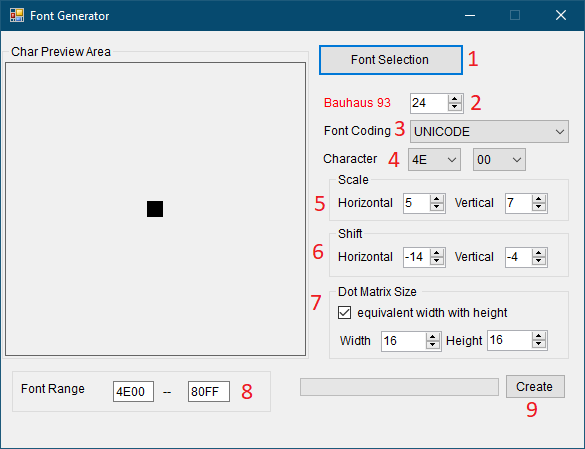 Font Generator
Char Preview Area
Font Selection 1
Bauhaus 93 24 2
Font Coding 3 UNICODE
Character 4 4E 00
Scale
5 Horizontal 5 Vertical 7
Shift
6 Horizontal -14 Vertical -4
7 Dot Matrix Size
equivalent width with height
Width 16 Height 16
Font Range 4E00 -- 80FF 8
Create
9